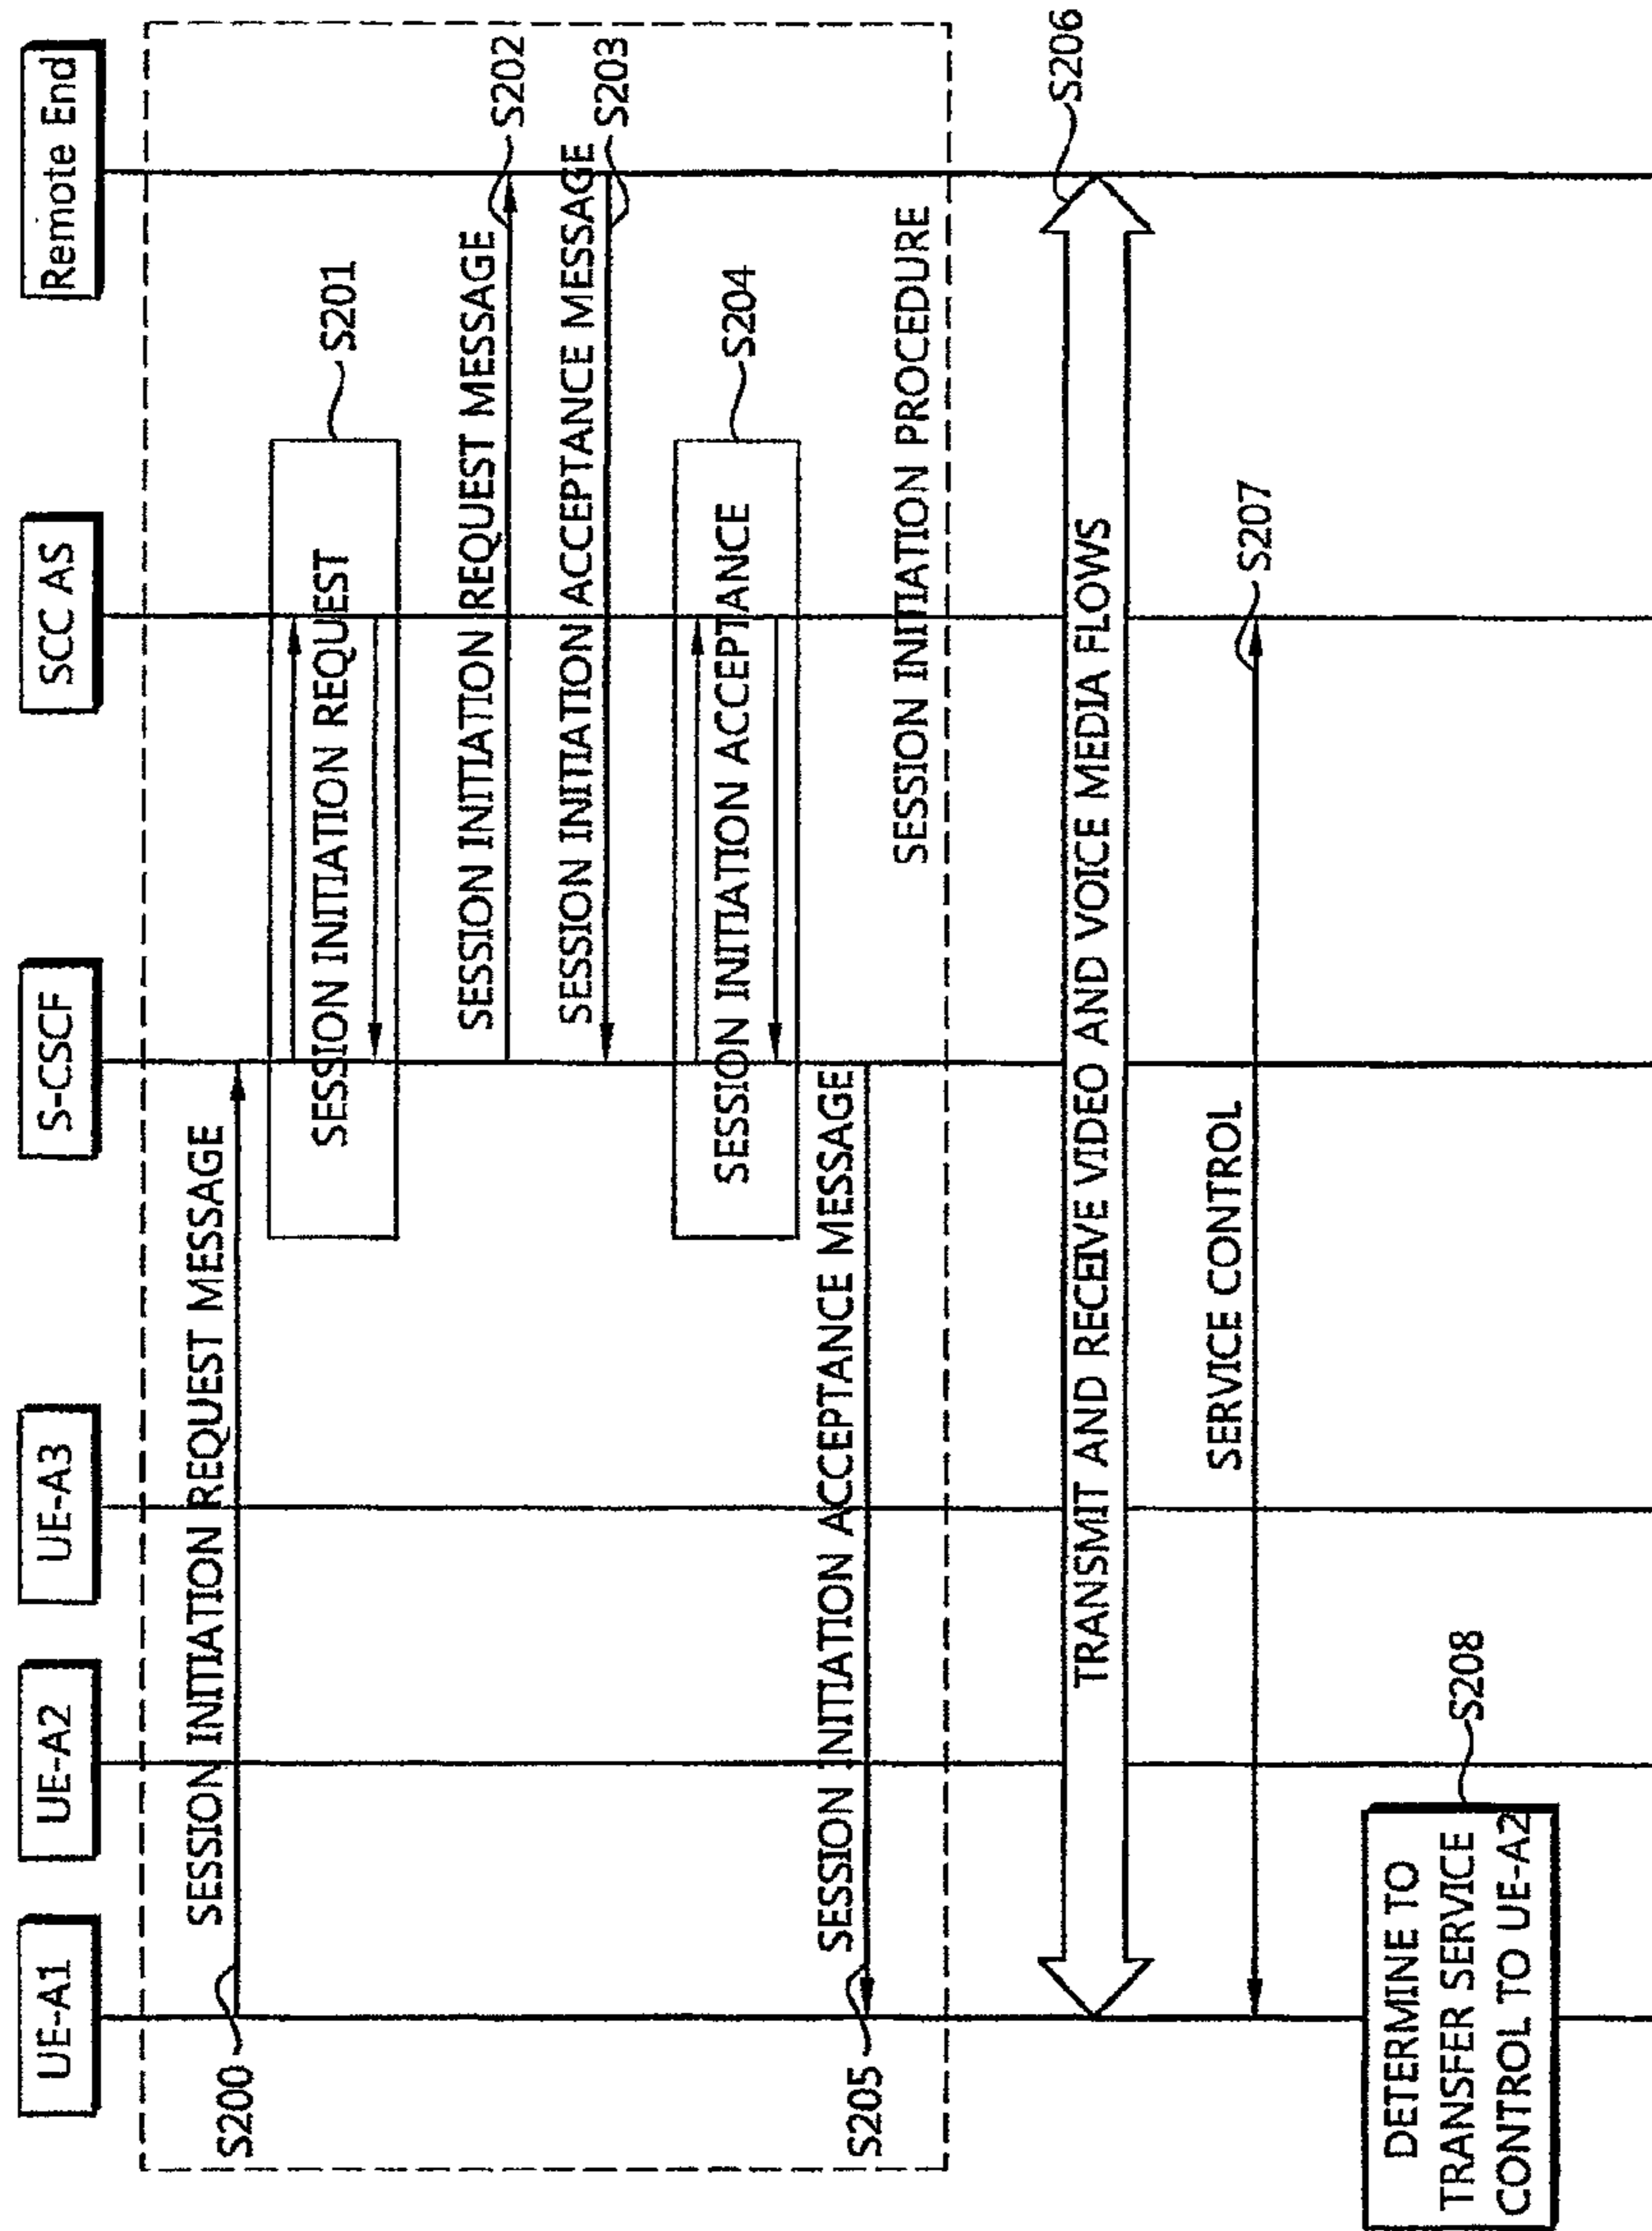 UE-A1
UE-A2
UE-A3
S-CSCF
SCC AS
Remote End
S200
SESSION INITIATION REQUEST MESSAGE
SESSION INITIATION REQUEST
S201
SESSION INITIATION REQUEST MESSAGE
S202
SESSION INITIATION ACCEPTANCE MESSAGE
S203
SESSION INITIATION ACCEPTANCE
S204
S205
SESSION INITIATION ACCEPTANCE MESSAGE
SESSION INITIATION PROCEDURE
TRANSMIT AND RECEIVE VIDEO AND VOICE MEDIA FLOWS
S206
SERVICE CONTROL
S207
DETERMINE TO
TRANSFER SERVICE
CONTROL TO UE-A2
S208